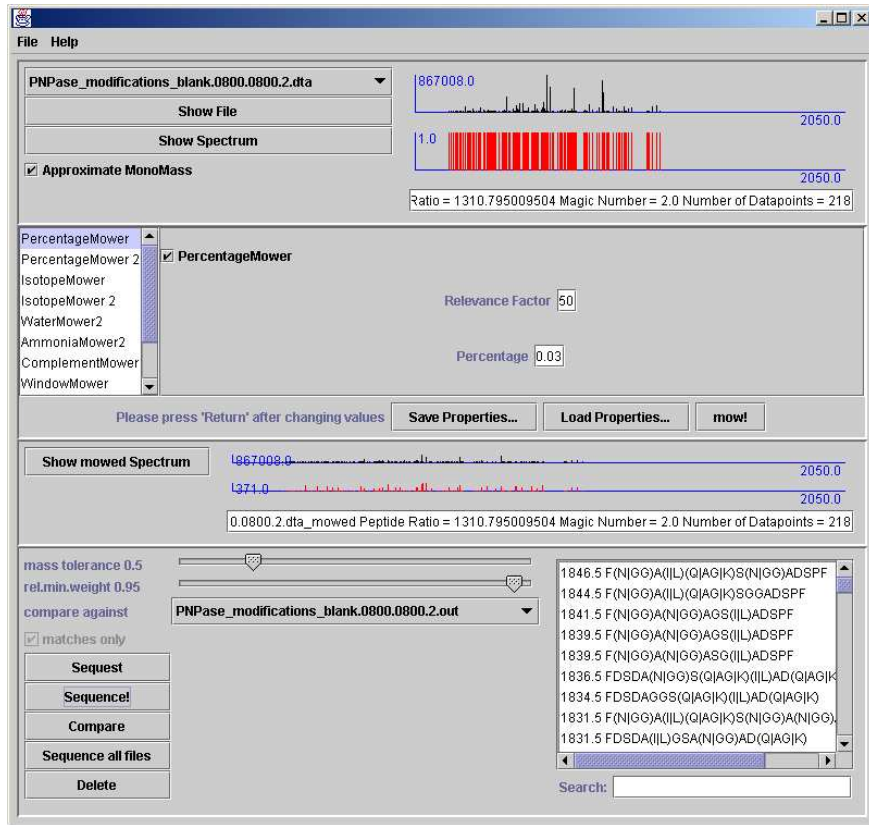 File Help
PNPase_modifications_blank.0800.0800.2.dta
Show File
Show Spectrum
Approximate MonoMass
867008.0
2050.0
1.0
2050.0
Ratio = 1310.795009504 Magic Number = 2.0 Number of Datapoints = 218
PercentageMower
PercentageMower 2
IsotopeMower
IsotopeMower 2
WaterMower2
AmmoniaMower2
ComplementMower
WindowMower
PercentageMower
Relevance Factor 50
Percentage 0.03
Please press 'Return' after changing values Save Properties... Load Properties... mow!
Show mowed Spectrum
867008.0
2050.0
371.0
2050.0
0.0800.2.dta_mowed Peptide Ratio = 1310.795009504 Magic Number = 2.0 Number of Datapoints = 218
mass tolerance 0.5
rel.min.weight 0.95
compare against PNPase_modifications_blank.0800.0800.2.out
matches only
Sequest
Sequence!
Compare
Sequence all files
Delete
1846.5 F(N|GG)A(I|L)(Q|AG|K)S(N|GG)ADSPF
1844.5 F(N|GG)A(I|L)(Q|AG|K)SGGADSPF
1841.5 F(N|GG)A(N|GG)AGS(I|L)ADSPF
1839.5 F(N|GG)A(N|GG)AGS(I|L)ADSPF
1839.5 F(N|GG)A(N|GG)ASG(I|L)ADSPF
1836.5 FDSDA(N|GG)S(Q|AG|K)(I|L)AD(Q|AG|K
1834.5 FDSDAGGS(Q|AG|K)(I|L)AD(Q|AG|K)
1831.5 F(N|GG)A(I|L)(Q|AG|K)S(N|GG)A(N|GG)
1831.5 FDSDA(I|L)GSA(N|GG)AD(Q|AG|K)
Search: